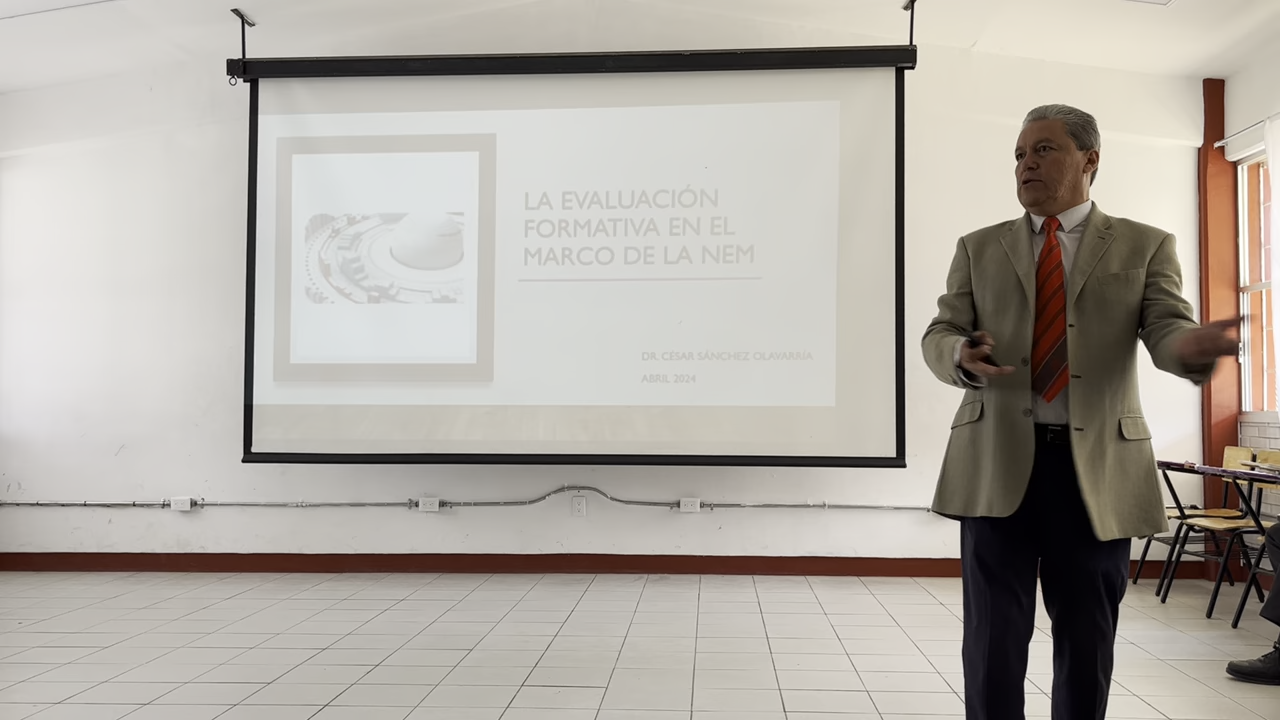 LA EVALUACIÓN
FORMATIVA EN EL
MARCO DE LA NEM
DR. CÉSAR SÁNCHEZ OLAVARRÍA
ABRIL 2024